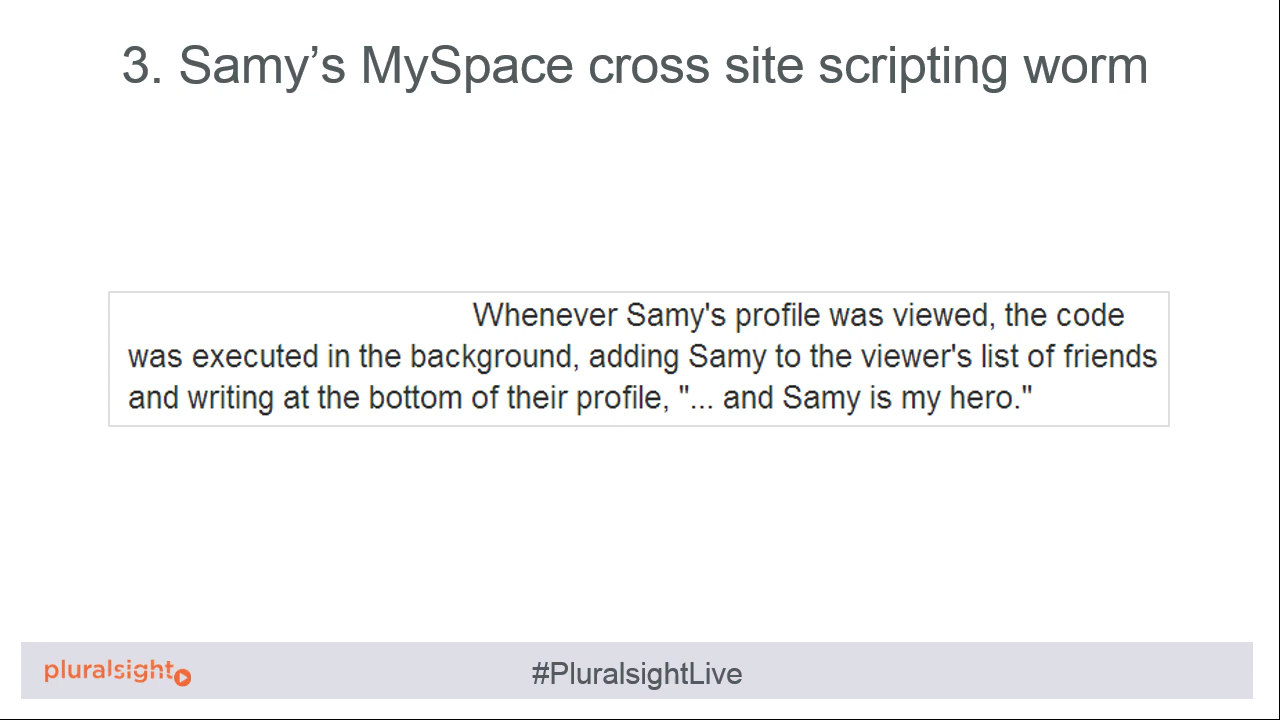 3. Samy’s MySpace cross site scripting worm
Whenever Samy's profile was viewed, the code
was executed in the background, adding Samy to the viewer's list of friends
and writing at the bottom of their profile, "... and Samy is my hero."
pluralsight
#PluralsightLive